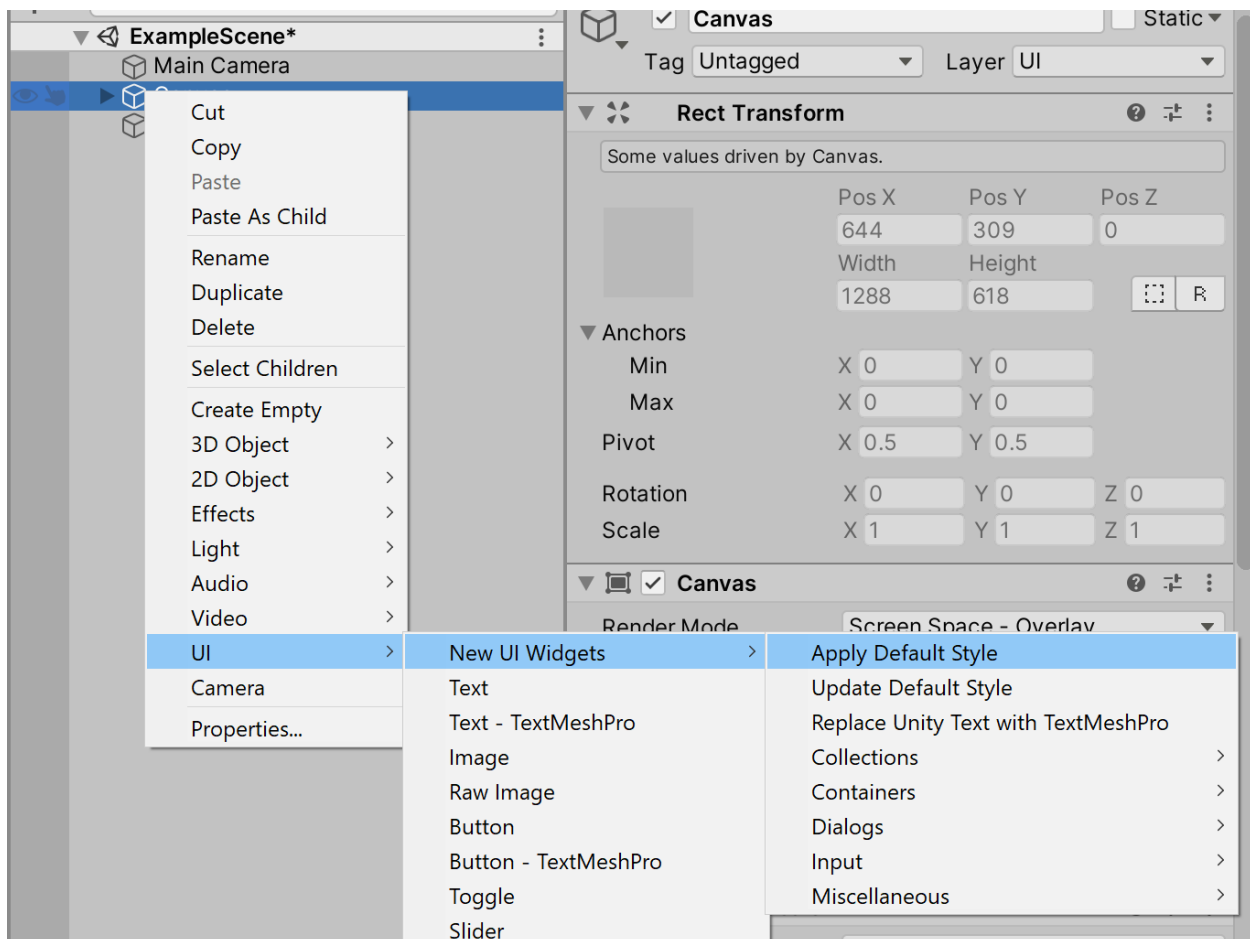 ExampleScene*
Main Camera
Cut
Copy
Paste
Paste As Child
Rename
Duplicate
Delete
Select Children
Create Empty
3D Object
2D Object
Effects
Light
Audio
Video
UI
Camera
Properties...
New UI Widgets
Text
Text - TextMeshPro
Image
Raw Image
Button
Button - TextMeshPro
Toggle
Slider
Apply Default Style
Update Default Style
Replace Unity Text with TextMeshPro
Collections
Containers
Dialogs
Input
Miscellaneous
Canvas Static
Tag Untagged Layer UI
Rect Transform
Some values driven by Canvas.
Pos X Pos Y Pos Z
644 309 0
Width Height
1288 618 R
Anchors
Min X 0 Y 0
Max X 0 Y 0
Pivot X 0.5 Y 0.5
Rotation X 0 Y 0 Z 0
Scale X 1 Y 1 Z 1
Canvas
Render Mode Screen Space - Overlay